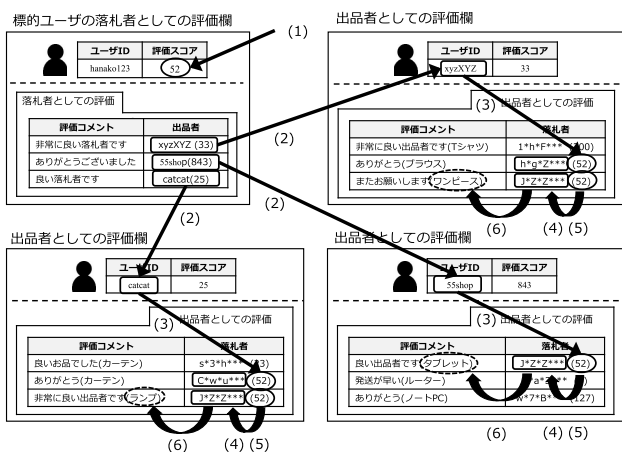 標的ユーザの落札者としての評価欄
(1)
ユーザID 評価スコア
hanako123 52
落札者としての評価
評価コメント 出品者
非常に良い落札者です xyzXYZ (33)
ありがとうございました 55shop(843)
良い落札者です catcat(25)
(2)
(2)
(2)
出品者としての評価欄
ユーザID 評価スコア
xyzXYZ 33
(3)
出品者としての評価
評価コメント 落札者
非常に良い出品者です(Tシャツ) 1*h*F***
ありがとう(ブラウス) h*g*Z*** (52)
またお願いします(ワンピース) J*Z*Z*** (52)
(6) (4) (5)
出品者としての評価欄
ユーザID 評価スコア
catcat 25
(3)
出品者としての評価
評価コメント 落札者
良いお品でした(カーテン) s*3*h***
ありがとう(カーテン) C*w*u*** (52)
非常に良い出品者です(ランプ) J*Z*Z*** (52)
(6) (4) (5)
出品者としての評価欄
ユーザID 評価スコア
55shop 843
(3)
出品者としての評価
評価コメント 落札者
良い出品者です(タブレット) J*Z*Z*** (52)
発送が早い(ルーター)
ありがとう(ノートPC) w*7*B*** (127)
(6) (4) (5)